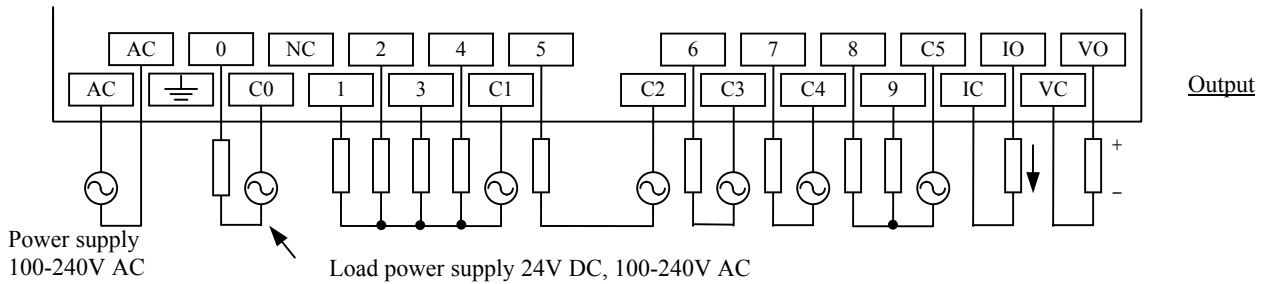 AC 0 NC 2 4 5 6 7 8 C5 IO VO
AC C0 1 3 C1 C2 C3 C4 9 IC VC
Output
+
−
Power supply
100-240V AC
Load power supply 24V DC, 100-240V AC